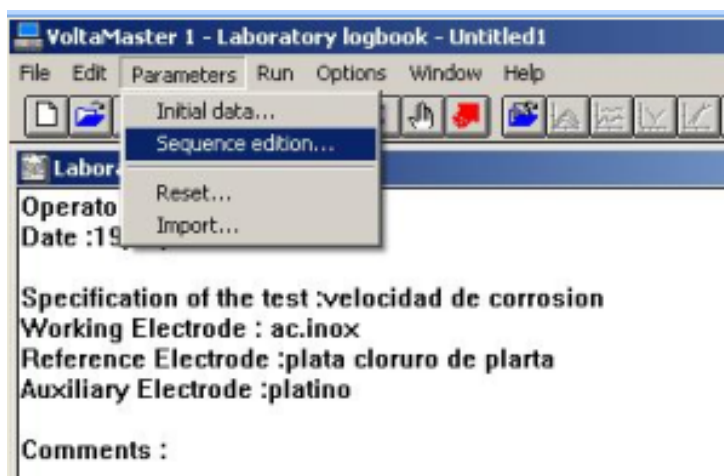 VoltaMaster 1 - Laboratory logbook - Untitled1
File Edit Parameters Run Options Window Help
Initial data...
Sequence edition...
Reset...
Import...
Operato
Date :19
Specification of the test :velocidad de corrosion
Working Electrode : ac.inox
Reference Electrode :plata cloruro de plarta
Auxiliary Electrode :platino
Comments :